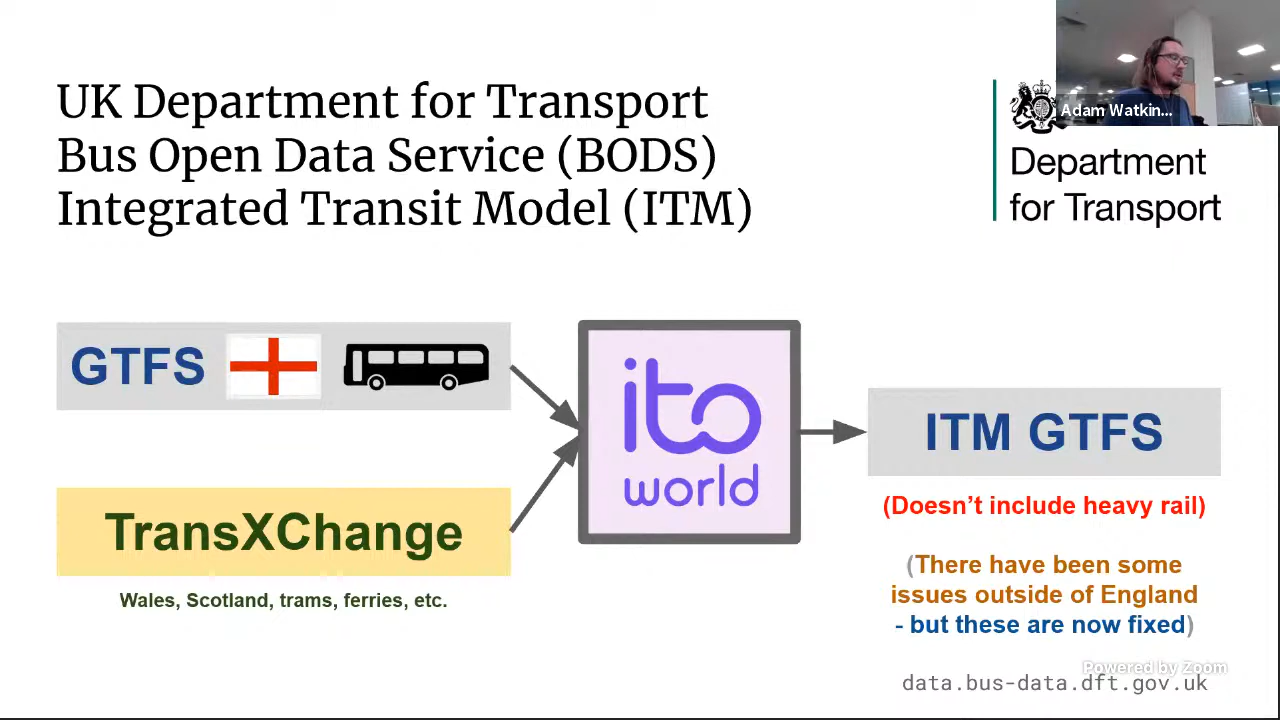 UK Department for Transport
Bus Open Data Service (BODS)
Integrated Transit Model (ITM)
Adam Watkin...
Department
for Transport
GTFS
ito
world
ITM GTFS
(Doesn't include heavy rail)
TransXChange
Wales, Scotland, trams, ferries, etc.
(There have been some
issues outside of England
- but these are now fixed)
Powered by Zoom
data.bus-data.dft.gov.uk